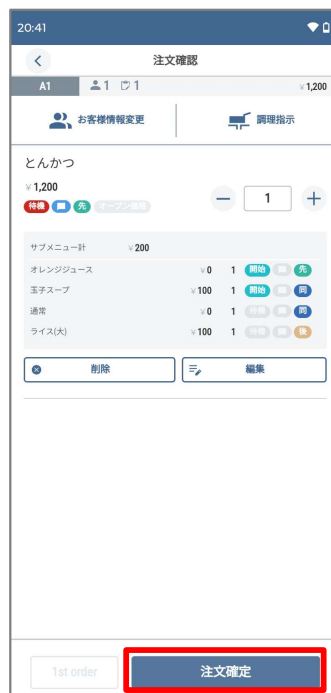 20:41
注文確認
A1 1 1 ¥1,200
お客様情報変更 調理指示
とんかつ
¥1,200
待機 先 オープン価格
1
サブメニュー計 ¥200
オレンジジュース ¥0 1 開始 先
玉子スープ ¥100 1 開始 同
通常 ¥0 1 待機 同
ライス(大) ¥100 1 待機 後
削除 編集
1st order 注文確定